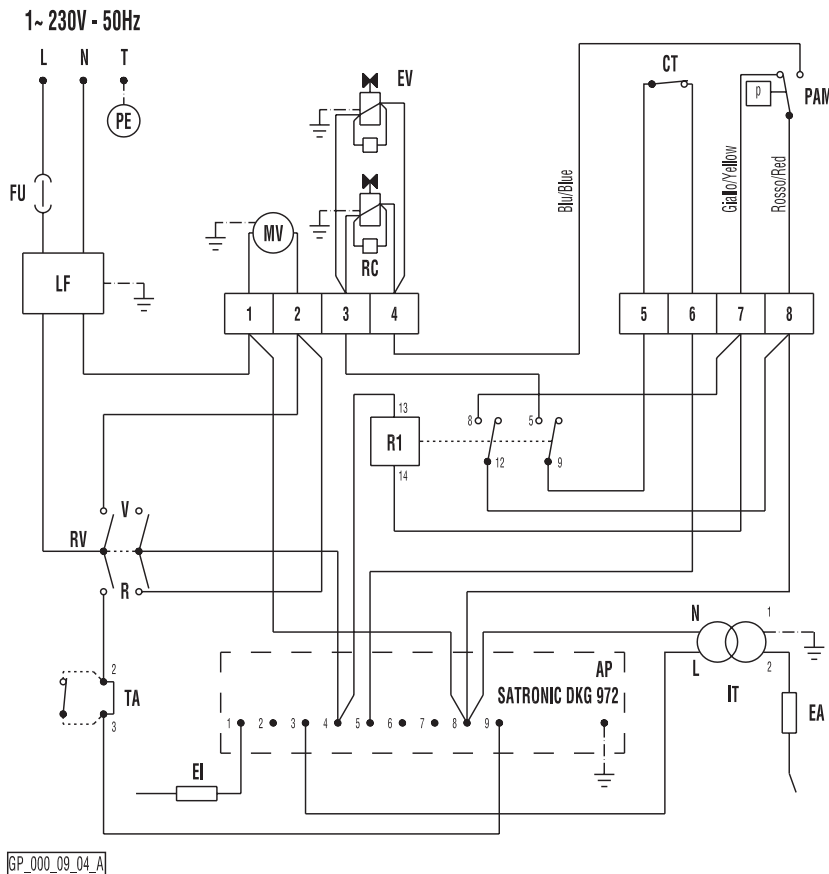 1~ 230V - 50Hz
L N T
PE
FU
LF
MV
EV
RC
CT
P
PAM
Blu/Blue
Giallo/Yellow
Rosso/Red
1 2 3 4
5 6 7 8
13
R1
14
8 5
12 9
V
RV
R
2
TA
3
N 1
L 2
IT
EA
AP
SATRONIC DKG 972
1 2 3 4 5 6 7 8 9
EI
GP_000_09_04_A